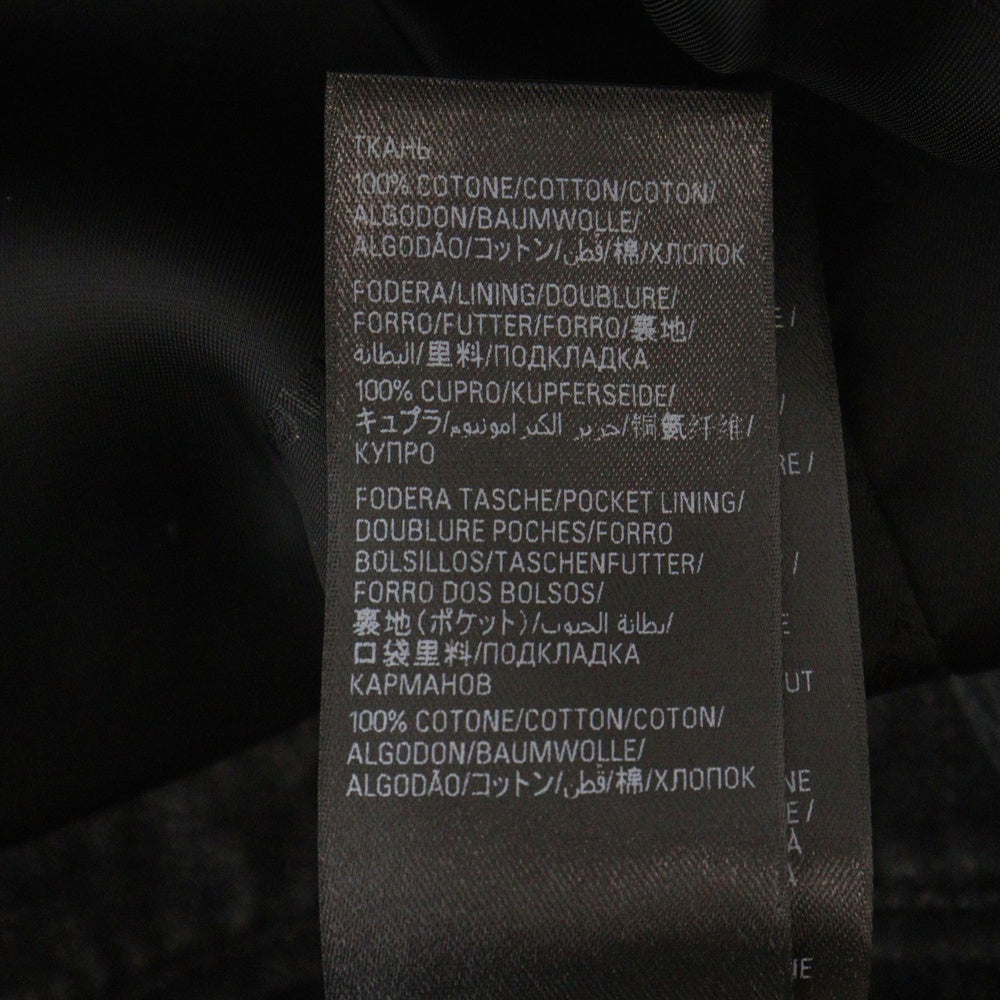 ТКАНЬ
100% COTONE/COTTON/COTON/
ALGODON/BAUMWOLLE/
ALGODÃO/コットン/قطن/棉/ХЛОПОК
FODERA/LINING/DOUBLURE/
FORRO/FUTTER/FORRO/裏地/
البطانة/里料/ПОДКЛАДКА
100% CUPRO/KUPFERSEIDE/
キュプラ/حرير الكبر امونيوم/铜氨纤维/
КУПРО
FODERA TASCHE/POCKET LINING/
DOUBLURE POCHES/FORRO
BOLSILLOS/TASCHENFUTTER/
FORRO DOS BOLSOS/
裏地(ポケット)/بطانة الجيوب/
口袋里料/ПОДКЛАДКА
КАРМАНОВ
100% COTONE/COTTON/COTON/
ALGODON/BAUMWOLLE/
ALGODÃO/コットン/قطن/棉/ХЛОПОК